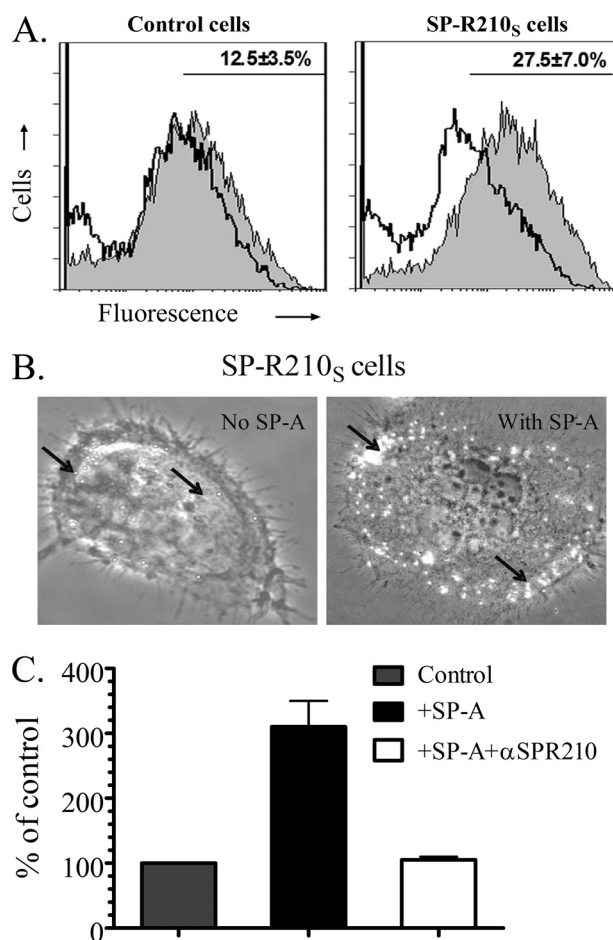 A.
Control cells
SP-R210S cells
12.5±3.5%
27.5±7.0%
Cells
Fluorescence
B.
SP-R210S cells
No SP-A
With SP-A
C.
% of control
400
300
200
100
0
Control
+SP-A
+SP-A+αSPR210